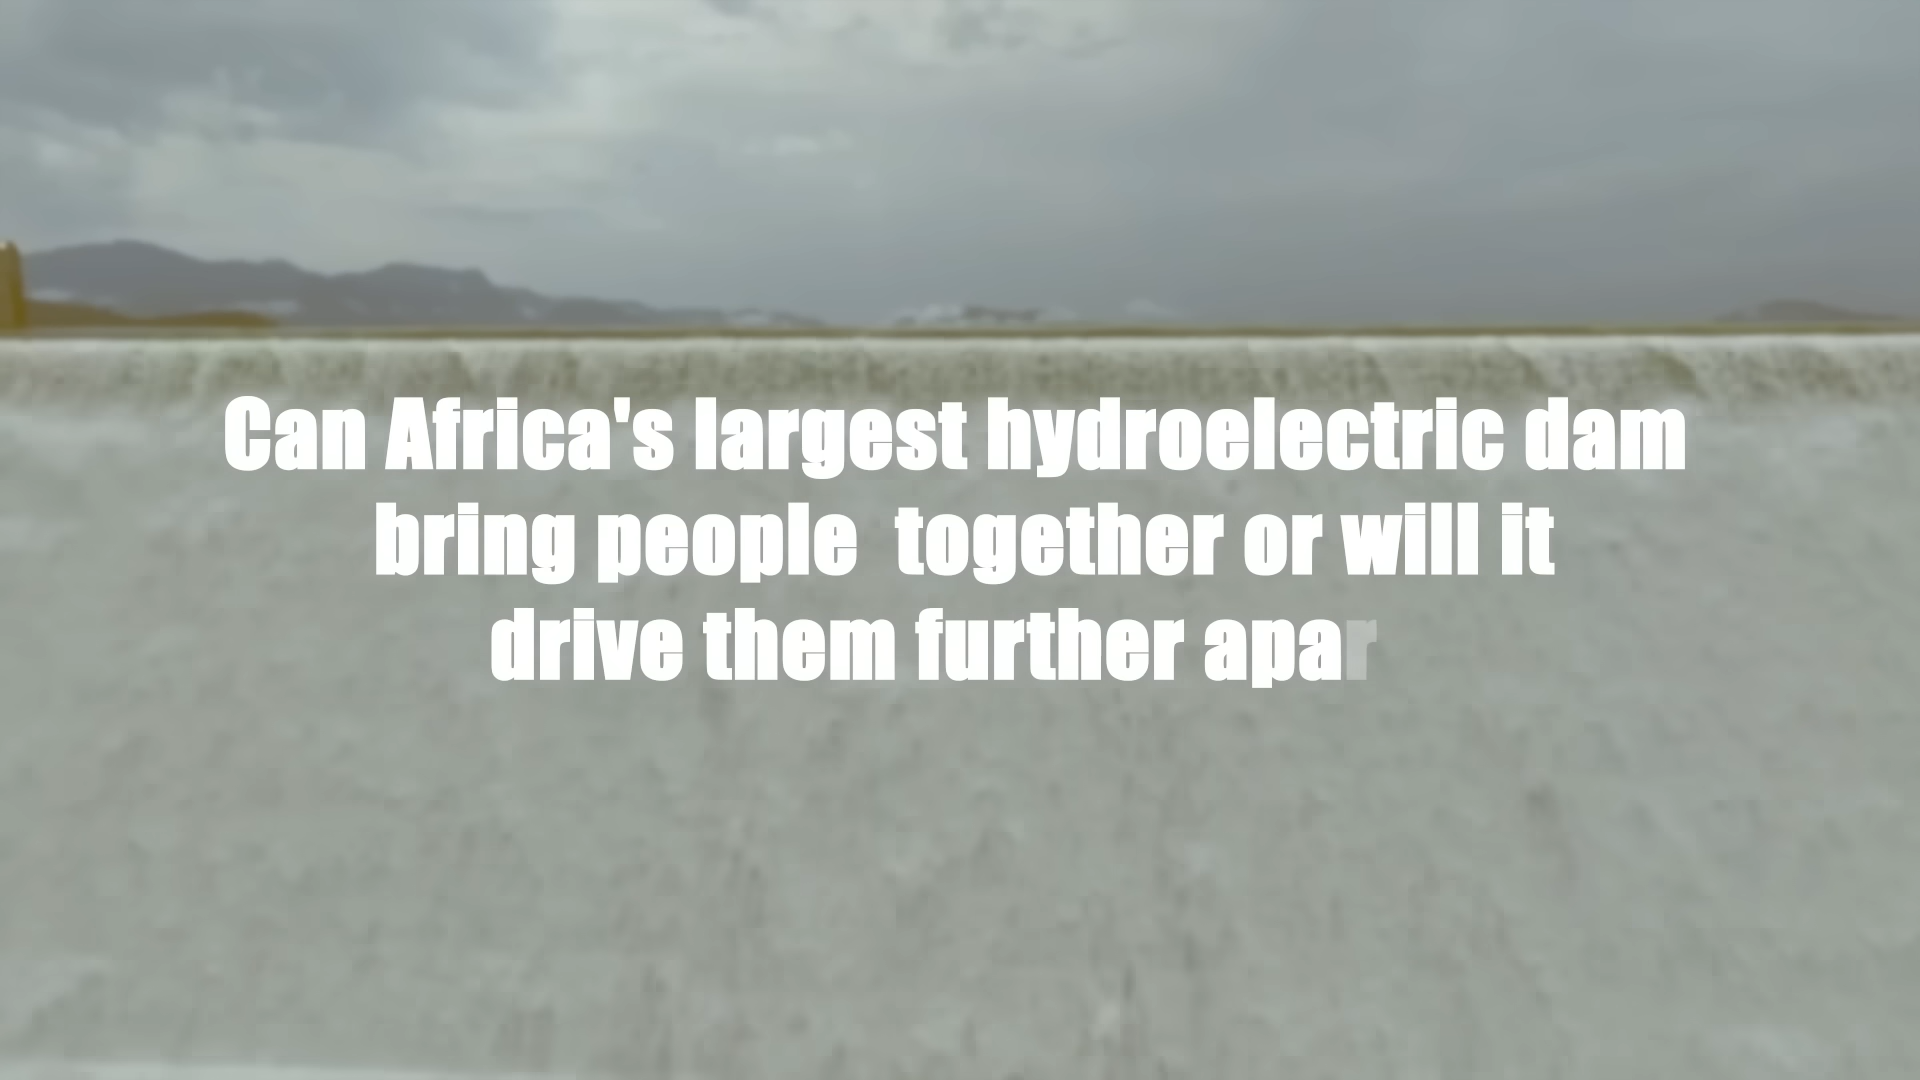 Can Africa's largest hydroelectric dam
bring people  together or will it
drive them further apar